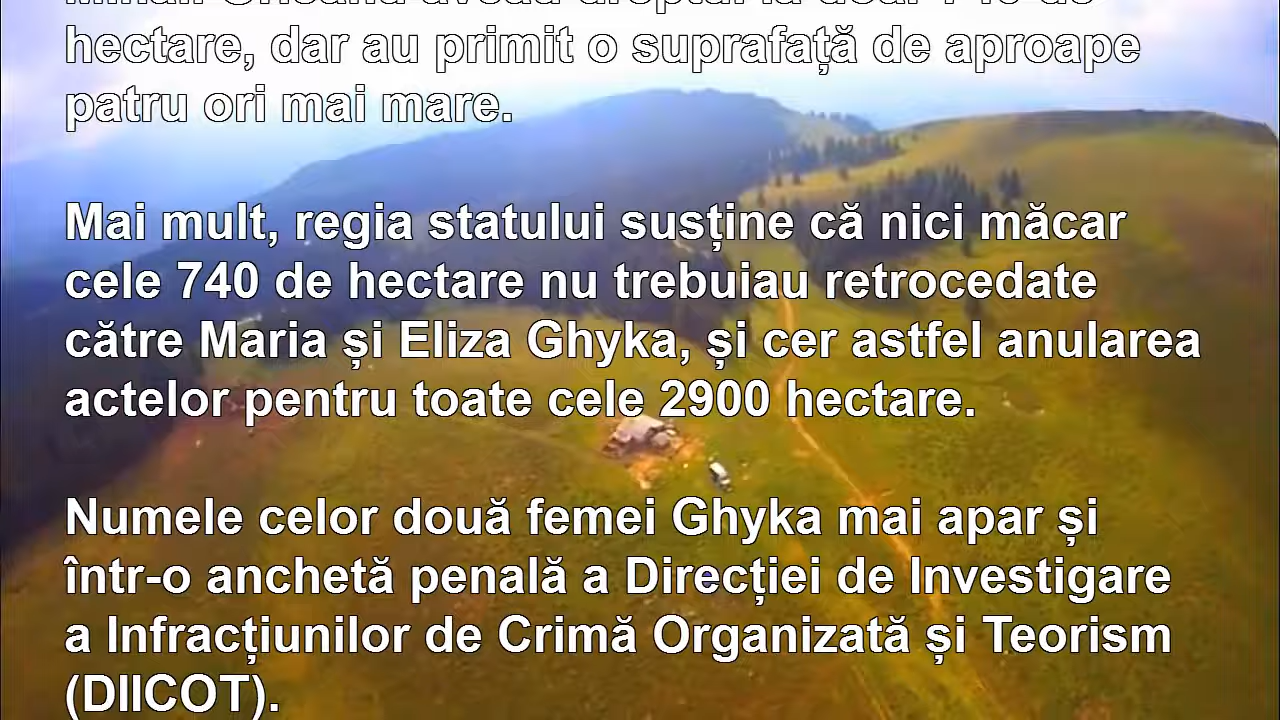 hectare, dar au primit o suprafață de aproape
patru ori mai mare.
Mai mult, regia statului susține că nici măcar
cele 740 de hectare nu trebuiau retrocedate
către Maria și Eliza Ghyka, și cer astfel anularea
actelor pentru toate cele 2900 hectare.
Numele celor două femei Ghyka mai apar și
într-o anchetă penală a Direcției de Investigare
a Infracțiunilor de Crimă Organizată și Teorism
(DIICOT).